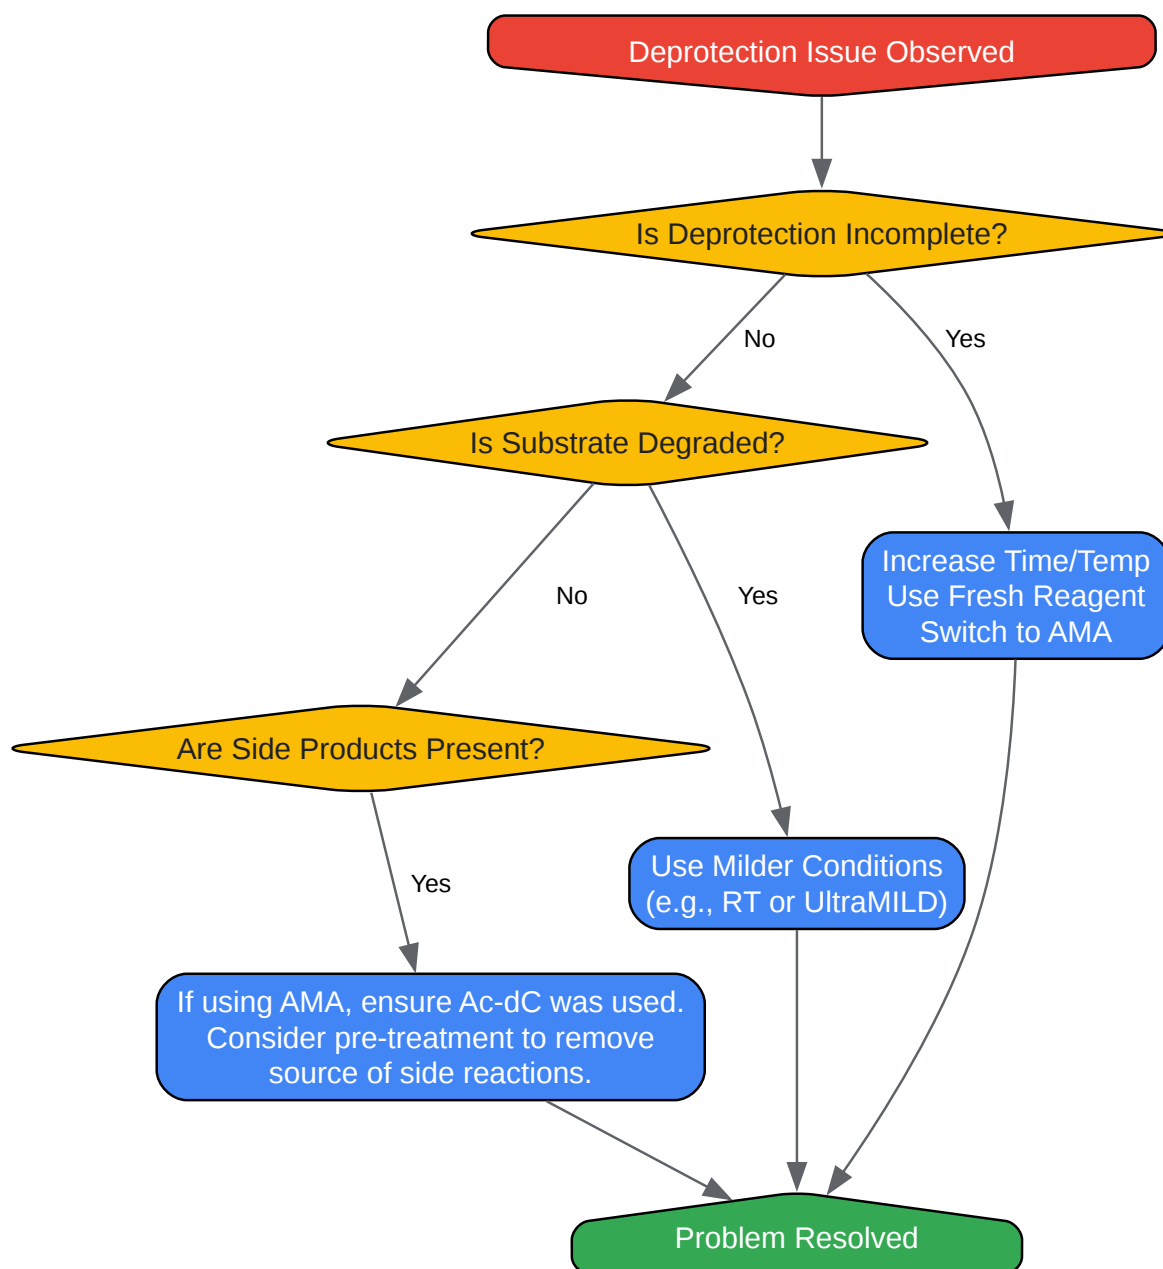 Deprotection Issue Observed
Is Deprotection Incomplete?
No
Yes
Is Substrate Degraded?
Increase Time/Temp
Use Fresh Reagent
Switch to AMA
No
Yes
Are Side Products Present?
Use Milder Conditions
(e.g., RT or UltraMILD)
Yes
If using AMA, ensure Ac-dC was used.
Consider pre-treatment to remove
source of side reactions.
Problem Resolved